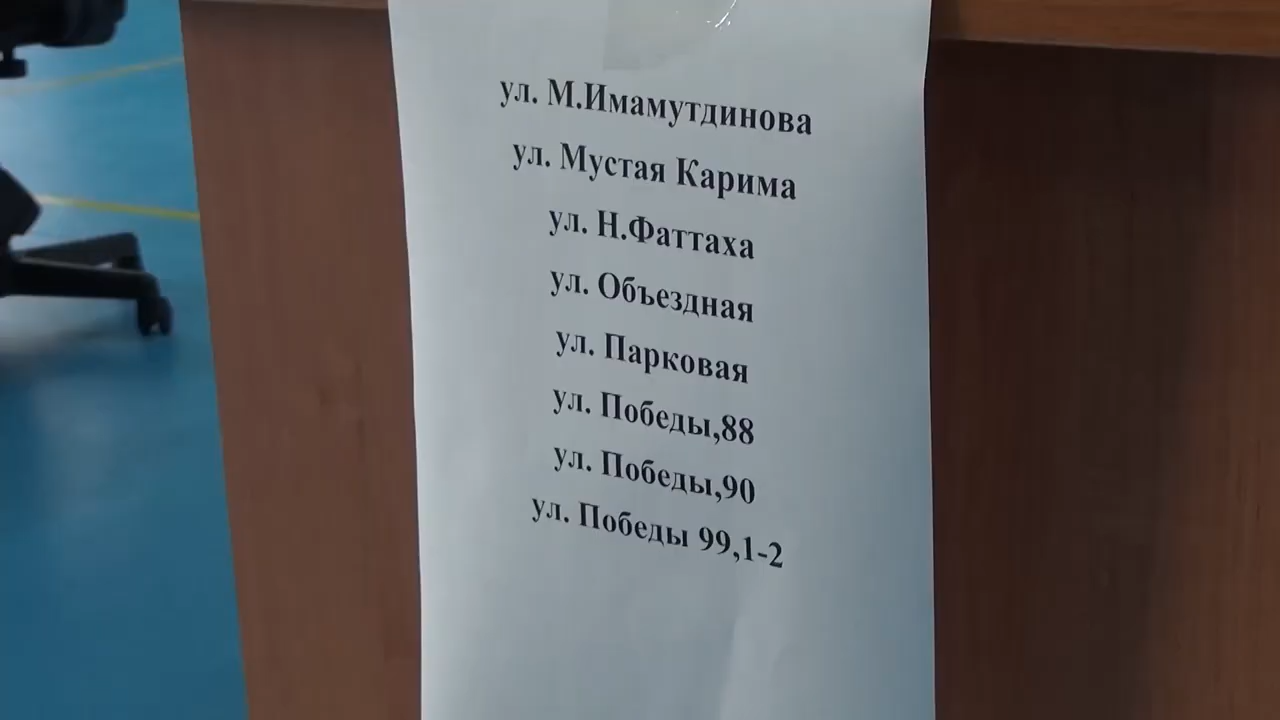 ул. М.Имамутдинова
ул. Мустая Карима
ул. Н.Фаттаха
ул. Объездная
ул. Парковая
ул. Победы,88
ул. Победы,90
ул. Победы 99,1-2